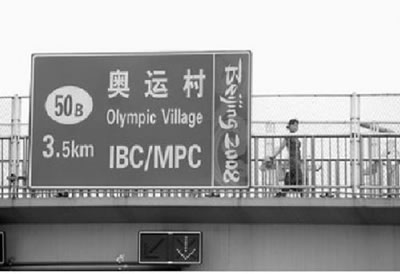 50B
奥运村
Olympic Village
3.5km
IBC/MPC
Beijing 2008